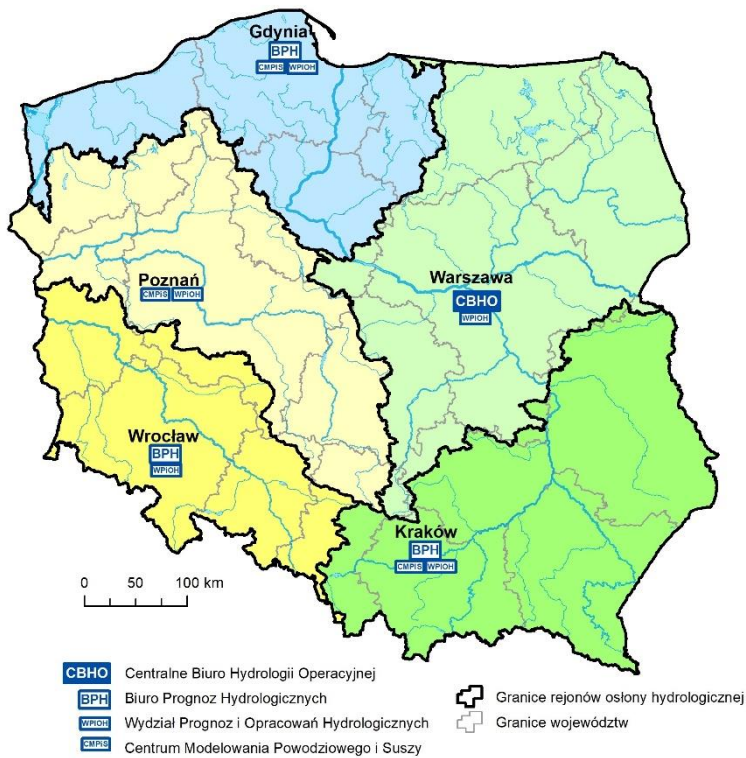 Gdynia
BPH
CMPiS WPIOH
Warszawa
CBHO
WPIOH
Poznań
CMPiS WPIOH
Wrocław
BPH
WPIOH
Kraków
BPH
CMPiS WPIOH
0 50 100 km
CBHO Centralne Biuro Hydrologii Operacyjnej
BPH Biuro Prognoz Hydrologicznych
WPIOH Wydział Prognoz i Opracowań Hydrologicznych
CMPiS Centrum Modelowania Powodziowego i Suszy
Granice rejonów osłony hydrologicznej
Granice województw